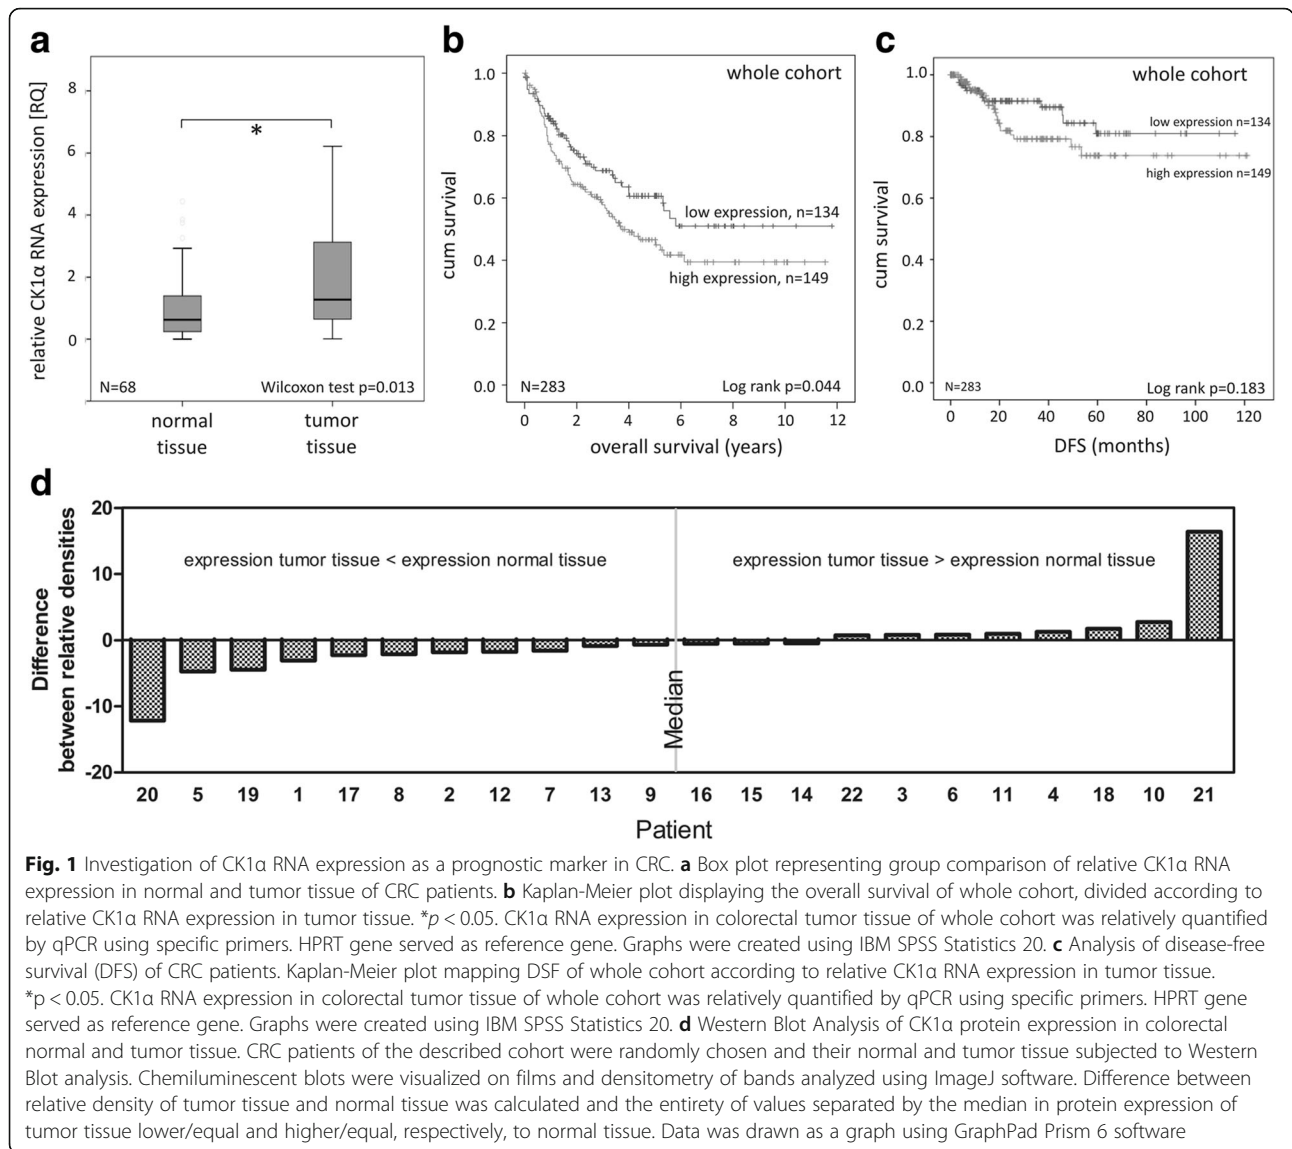 a
relative CK1α RNA expression [RQ]
8
6
4
2
0
*
N=68
Wilcoxon test p=0.013
normal tissue
tumor tissue
b
whole cohort
cum survival
1.0
0.8
0.6
0.4
0.2
0.0
low expression, n=134
high expression, n=149
N=283
Log rank p=0.044
0 2 4 6 8 10 12
overall survival (years)
c
whole cohort
cum survival
1.0
0.8
0.6
0.4
0.2
0.0
low expression n=134
high expression n=149
N=283
Log rank p=0.183
0 20 40 60 80 100 120
DFS (months)
d
Difference
between relative densities
20
10
0
-10
-20
expression tumor tissue < expression normal tissue
expression tumor tissue > expression normal tissue
Median
20 5 19 1 17 8 2 12 7 13 9 16 15 14 22 3 6 11 4 18 10 21
Patient
Fig. 1 Investigation of CK1α RNA expression as a prognostic marker in CRC. a Box plot representing group comparison of relative CK1α RNA
expression in normal and tumor tissue of CRC patients. b Kaplan-Meier plot displaying the overall survival of whole cohort, divided according to
relative CK1α RNA expression in tumor tissue. *p < 0.05. CK1α RNA expression in colorectal tumor tissue of whole cohort was relatively quantified
by qPCR using specific primers. HPRT gene served as reference gene. Graphs were created using IBM SPSS Statistics 20. c Analysis of disease-free
survival (DFS) of CRC patients. Kaplan-Meier plot mapping DSF of whole cohort according to relative CK1α RNA expression in tumor tissue.
*p < 0.05. CK1α RNA expression in colorectal tumor tissue of whole cohort was relatively quantified by qPCR using specific primers. HPRT gene
served as reference gene. Graphs were created using IBM SPSS Statistics 20. d Western Blot Analysis of CK1α protein expression in colorectal
normal and tumor tissue. CRC patients of the described cohort were randomly chosen and their normal and tumor tissue subjected to Western
Blot analysis. Chemiluminescent blots were visualized on films and densitometry of bands analyzed using ImageJ software. Difference between
relative density of tumor tissue and normal tissue was calculated and the entirety of values separated by the median in protein expression of
tumor tissue lower/equal and higher/equal, respectively, to normal tissue. Data was drawn as a graph using GraphPad Prism 6 software